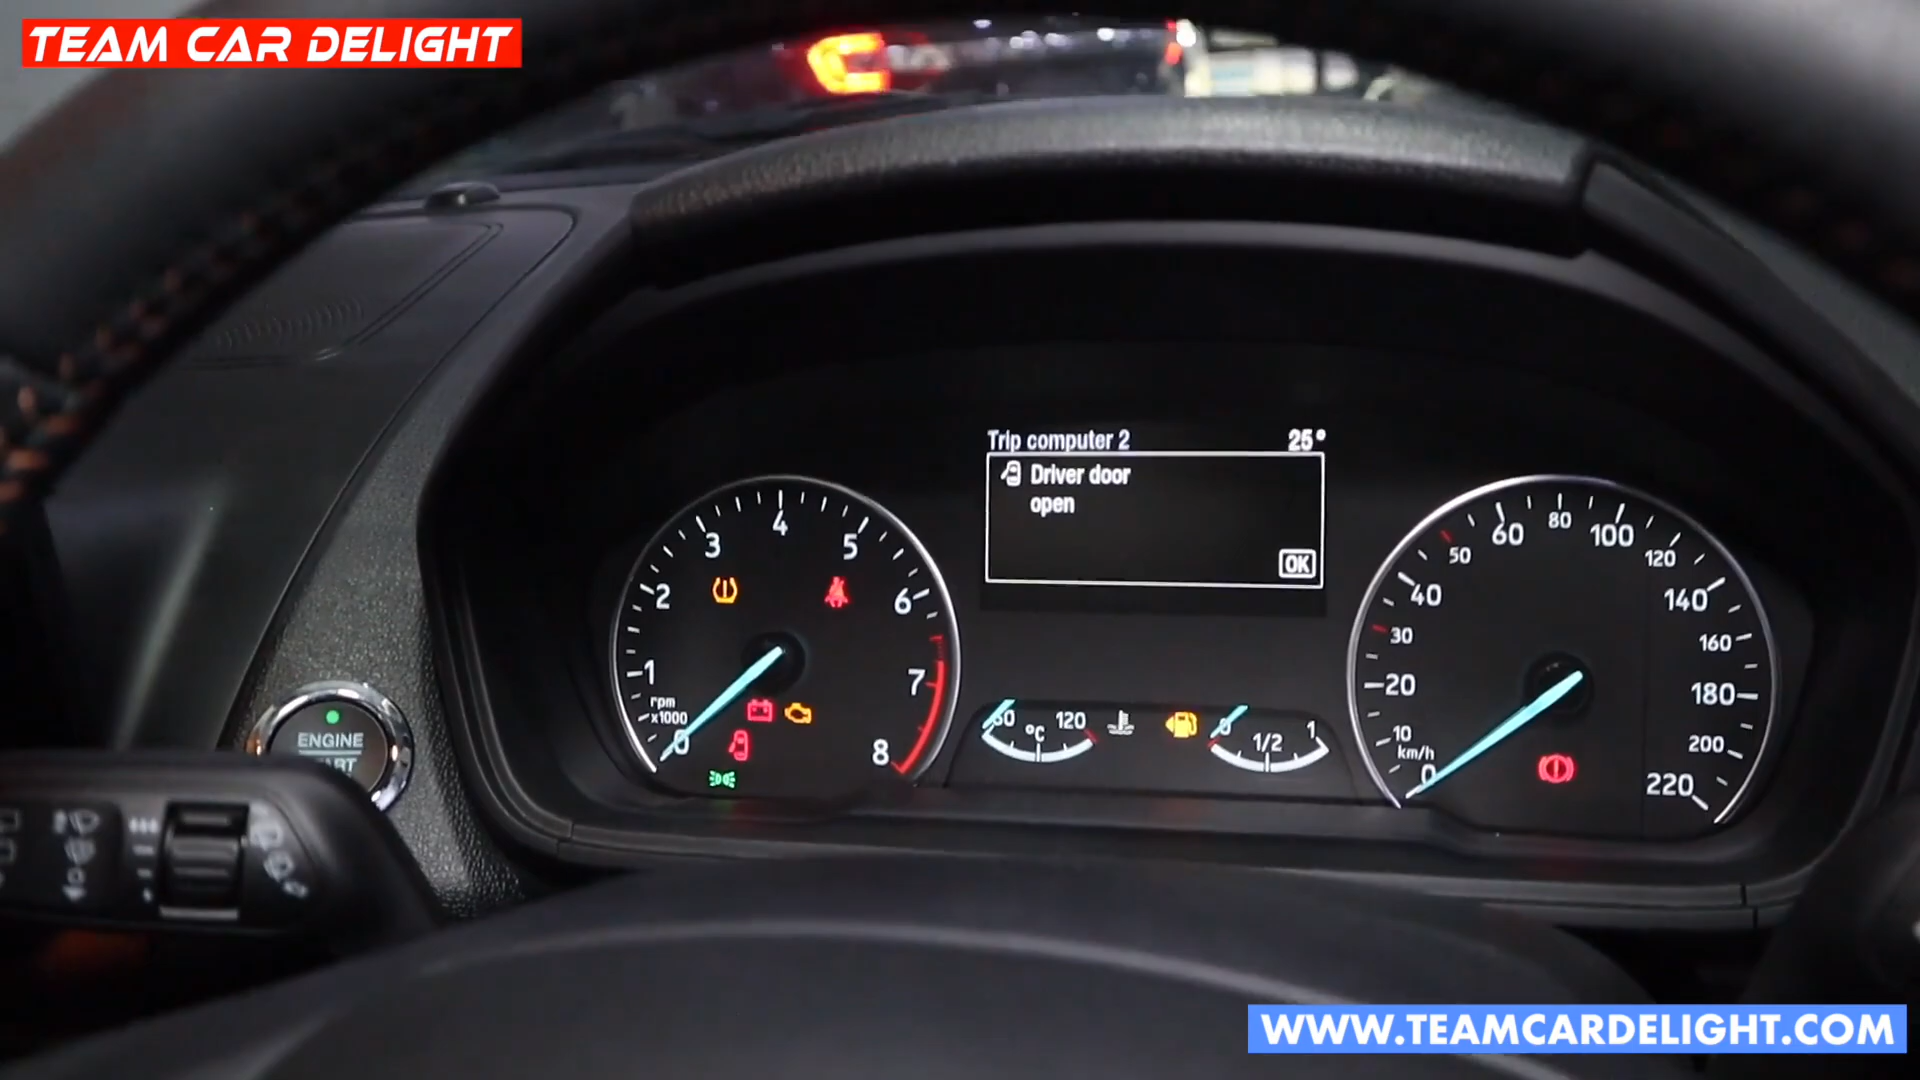 TEAM CAR DELIGHT
Trip computer 2 25°
Driver door
open
OK
1
2
3
4
5
6
7
8
rpm
x1000
0
60
120
°C
0
1/2
1
0
10
20
30
40
50
60
80
100
120
140
160
180
200
220
km/h
ENGINE
WWW.TEAMCARDELIGHT.COM